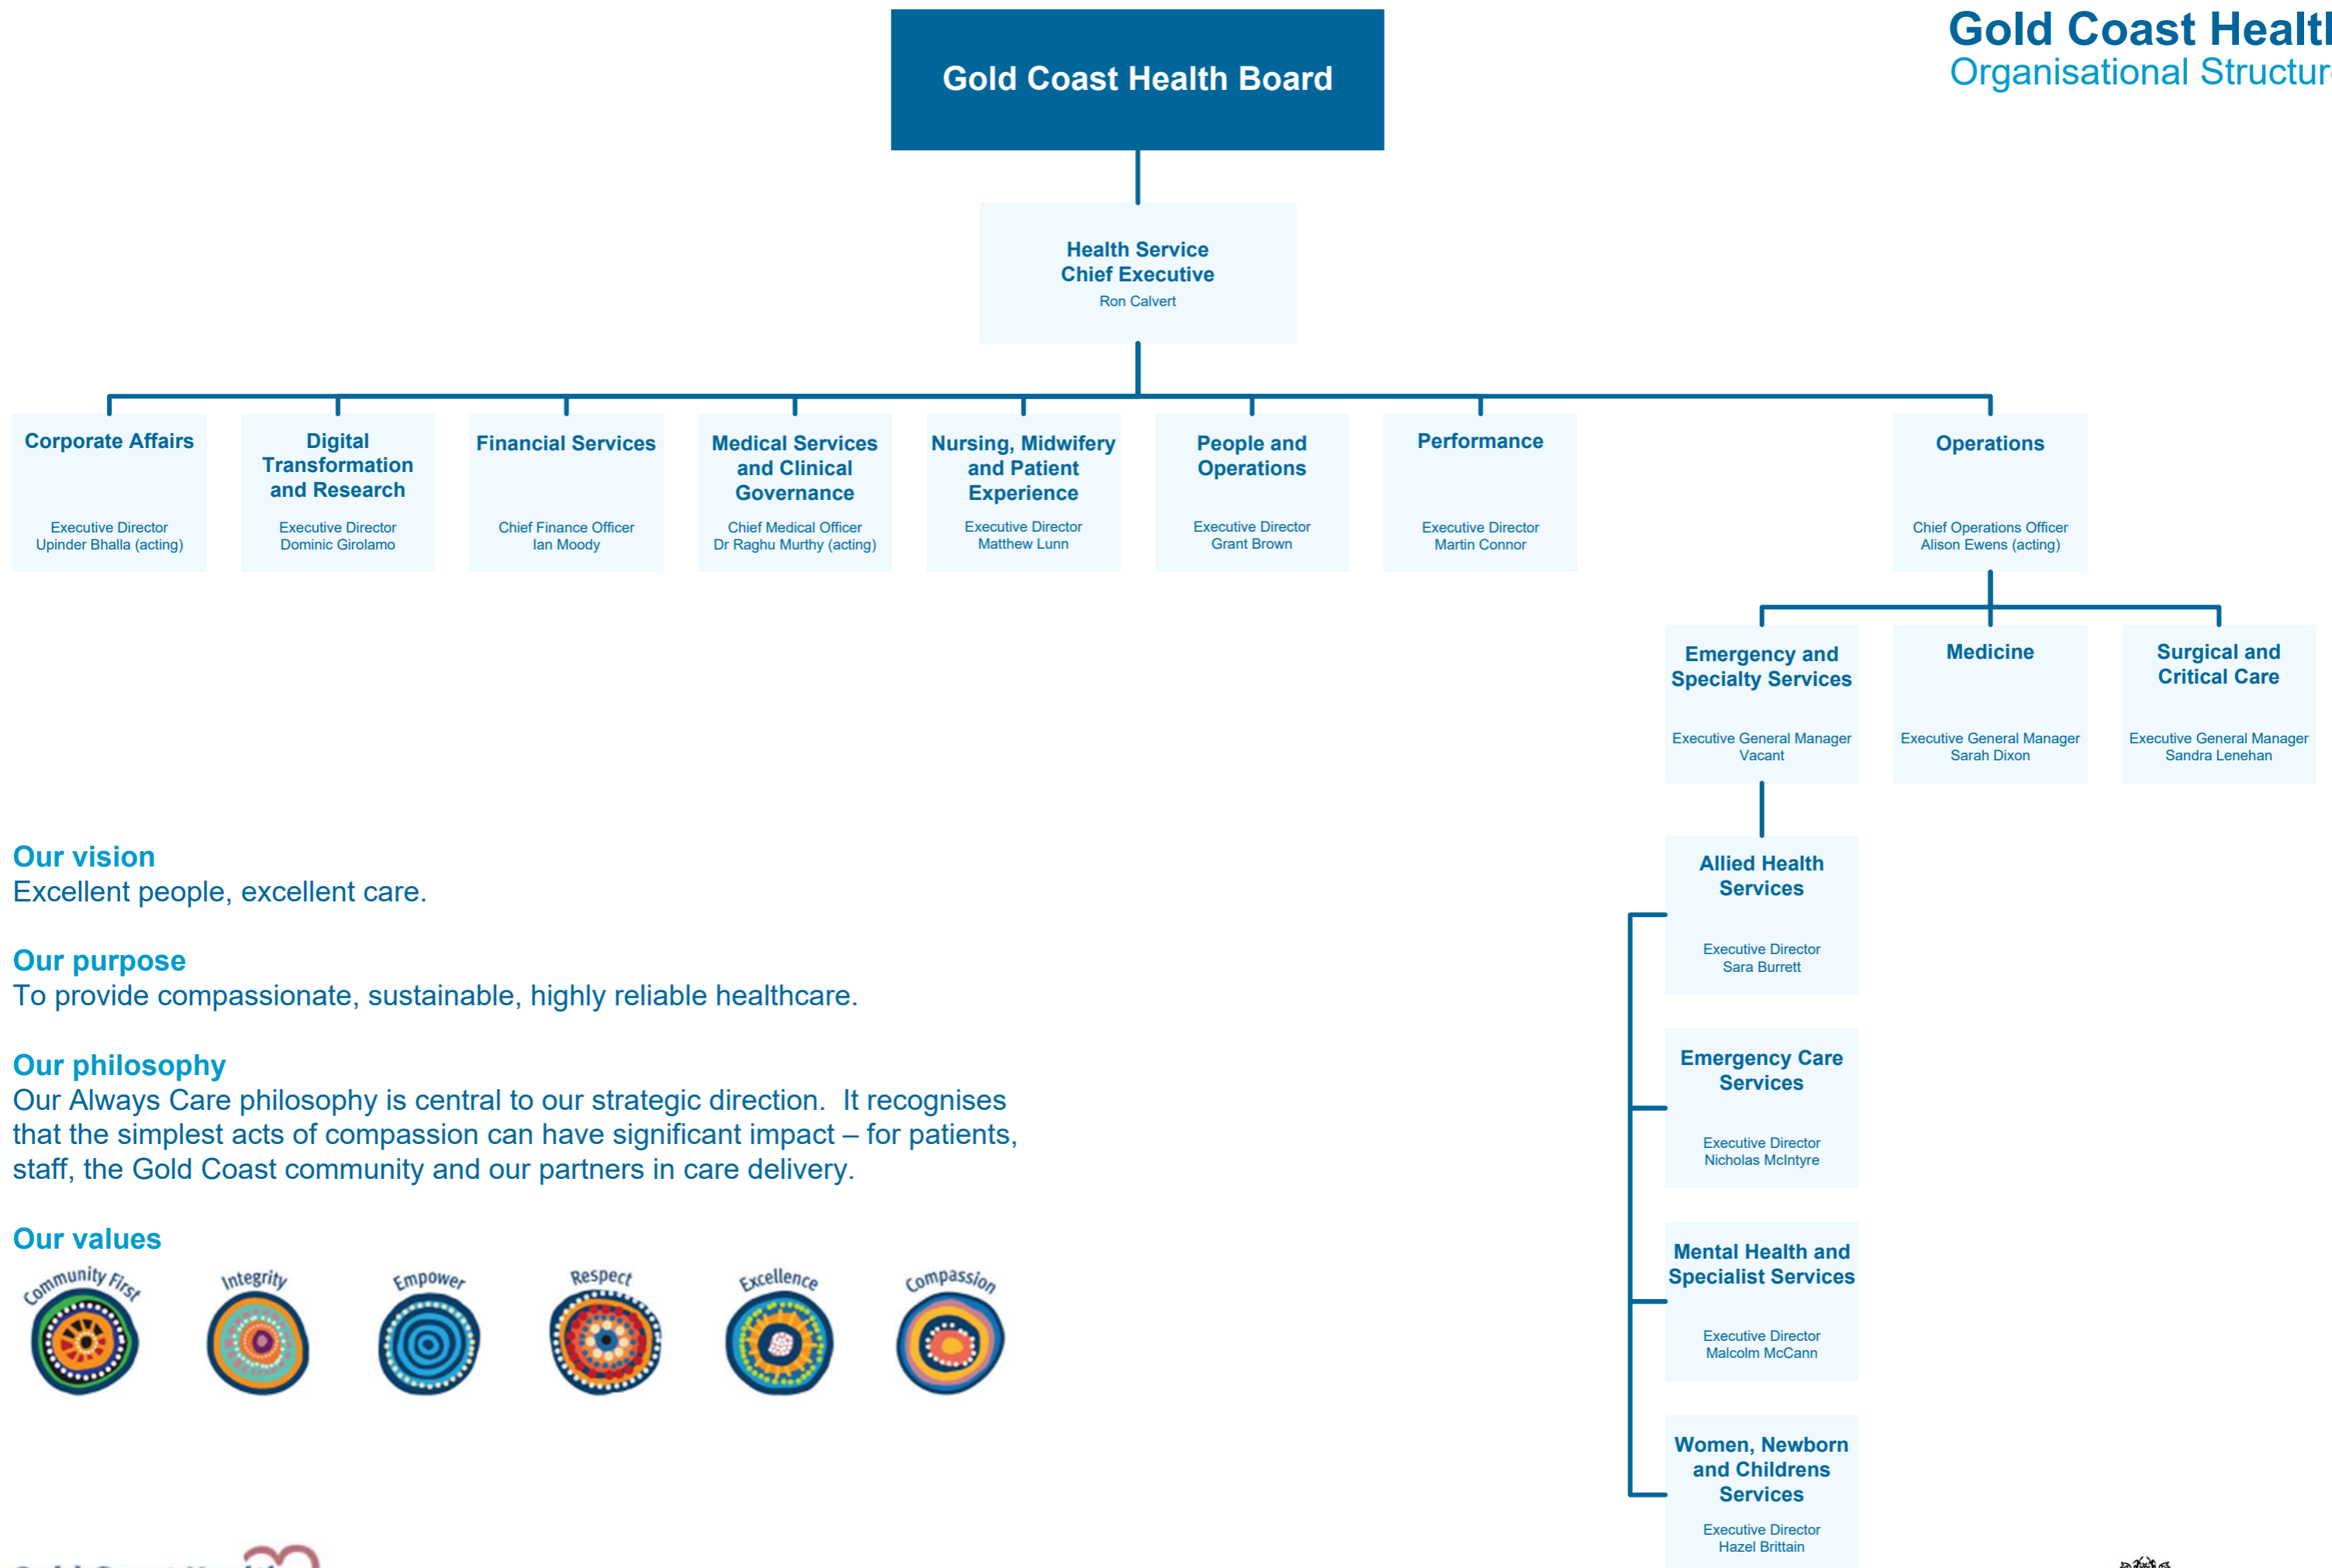 Gold Coast Health
Organisational Structure
Gold Coast Health Board
Health Service
Chief Executive
Ron Calvert
Corporate Affairs
Executive Director
Upinder Bhalla (acting)
Digital
Transformation
and Research
Executive Director
Dominic Girolamo
Financial Services
Chief Finance Officer
Ian Moody
Medical Services
and Clinical
Governance
Chief Medical Officer
Dr Raghu Murthy (acting)
Nursing, Midwifery
and Patient
Experience
Executive Director
Matthew Lunn
People and
Operations
Executive Director
Grant Brown
Performance
Executive Director
Martin Connor
Operations
Chief Operations Officer
Alison Ewens (acting)
Emergency and
Specialty Services
Executive General Manager
Vacant
Medicine
Executive General Manager
Sarah Dixon
Surgical and
Critical Care
Executive General Manager
Sandra Lenehan
Allied Health
Services
Executive Director
Sara Burrett
Emergency Care
Services
Executive Director
Nicholas McIntyre
Mental Health and
Specialist Services
Executive Director
Malcolm McCann
Women, Newborn
and Childrens
Services
Executive Director
Hazel Brittain
Our vision
Excellent people, excellent care.
Our purpose
To provide compassionate, sustainable, highly reliable healthcare.
Our philosophy
Our Always Care philosophy is central to our strategic direction.  It recognises
that the simplest acts of compassion can have significant impact – for patients,
staff, the Gold Coast community and our partners in care delivery.
Our values
Community First
Integrity
Empower
Respect
Excellence
Compassion